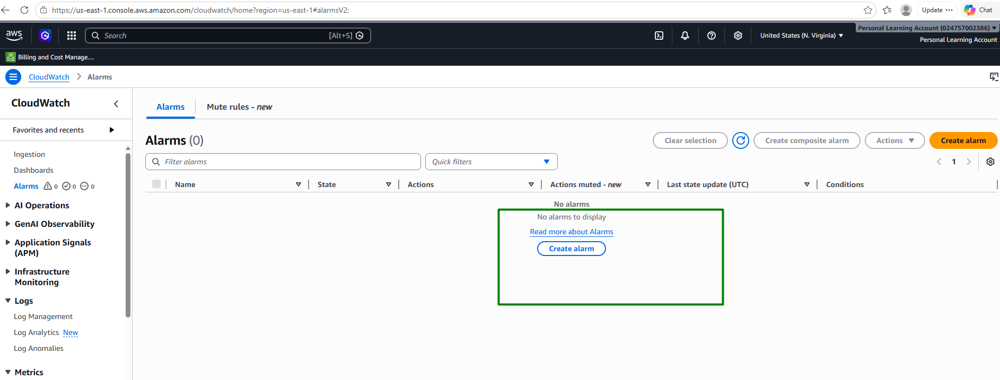 https://us-east-1.console.aws.amazon.com/cloudwatch/home?region=us-east-1#alarmsV2:
Update
Chat
aws
Search
[Alt+S]
United States (N. Virginia)
Personal Learning Account (024757002386)
Personal Learning Account
Billing and Cost Manage...
CloudWatch
Alarms
CloudWatch
Favorites and recents
Ingestion
Dashboards
Alarms 0 0 0
AI Operations
GenAI Observability
Application Signals
(APM)
Infrastructure
Monitoring
Logs
Log Management
Log Analytics New
Log Anomalies
Metrics
Alarms
Mute rules - new
Alarms (0)
Clear selection
Create composite alarm
Actions
Create alarm
Filter alarms
Quick filters
1
Name
State
Actions
Actions muted - new
Last state update (UTC)
Conditions
No alarms
No alarms to display
Read more about Alarms
Create alarm